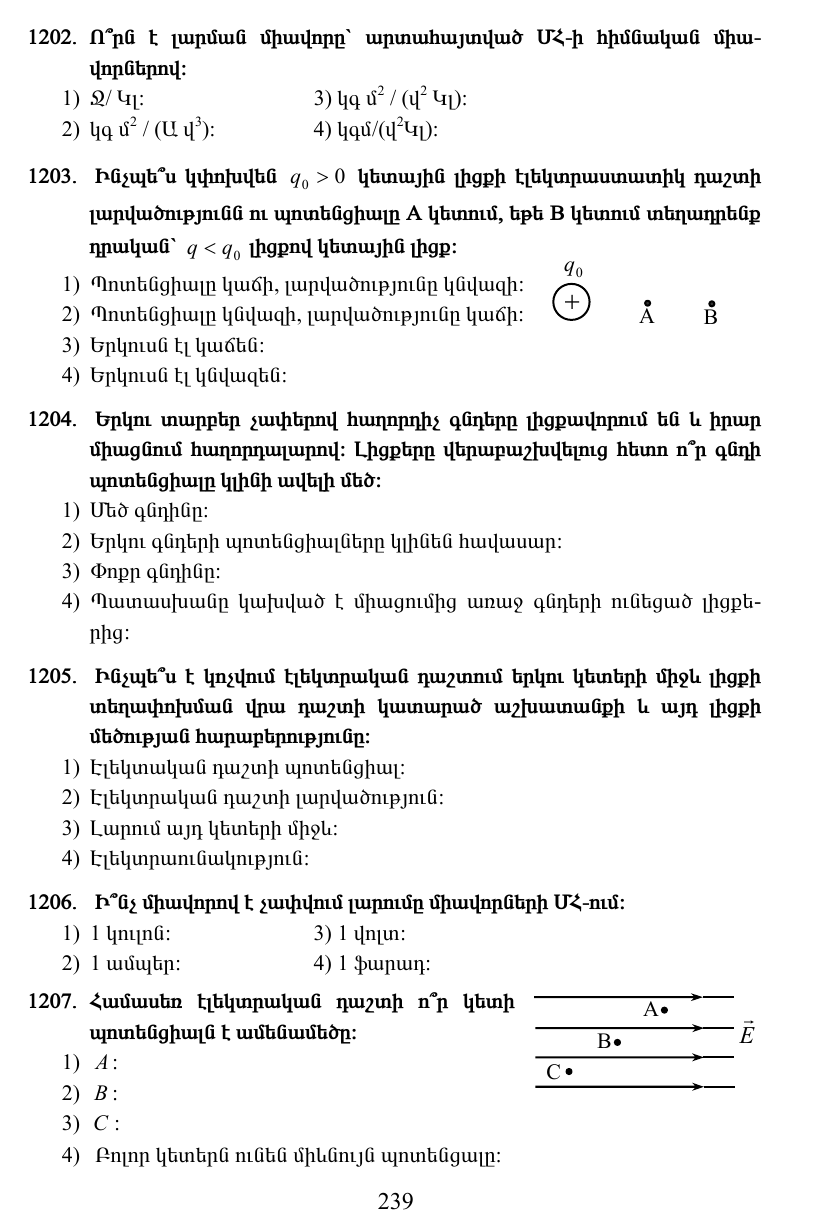 1202. Ո՞րն է լարման միավորը՝ արտահայտված ՄՀ-ի հիմնական միա-
վորներով:
1) Ջ/ Կլ:
3) կգ մ² / (վ² Կլ):
2) կգ մ² / (Ա վ³):
4) կգմ/(վ²Կլ):
1203. Ինչպե՞ս կփոխվեն q₀ > 0 կետային լիցքի էլեկտրաստատիկ դաշտի
լարվածությունն ու պոտենցիալը A կետում, եթե B կետում տեղադրենք
դրական՝ q < q₀ լիցքով կետային լիցք:
1) Պոտենցիալը կաճի, լարվածությունը կնվազի:
2) Պոտենցիալը կնվազի, լարվածությունը կաճի:
3) Երկուսն էլ կաճեն:
4) Երկուսն էլ կնվազեն:
q₀
+
A
B
1204. Երկու տարբեր չափերով հաղորդիչ գնդերը լիցքավորում են և իրար
միացնում հաղորդալարով: Լիցքերը վերաբաշխվելուց հետո ո՞ր գնդի
պոտենցիալը կլինի ավելի մեծ:
1) Մեծ գնդինը:
2) Երկու գնդերի պոտենցիալները կլինեն հավասար:
3) Փոքր գնդինը:
4) Պատասխանը կախված է միացումից առաջ գնդերի ունեցած լիցքե-
րից:
1205. Ինչպե՞ս է կոչվում էլեկտրական դաշտում երկու կետերի միջև լիցքի
տեղափոխման վրա դաշտի կատարած աշխատանքի և այդ լիցքի
մեծության հարաբերությունը:
1) Էլեկտական դաշտի պոտենցիալ:
2) Էլեկտրական դաշտի լարվածություն:
3) Լարում այդ կետերի միջև:
4) Էլեկտրաունակություն:
1206. Ի՞նչ միավորով է չափվում լարումը միավորների ՄՀ-ում:
1) 1 կուլոն:
3) 1 վոլտ:
2) 1 ամպեր:
4) 1 ֆարադ:
1207. Համասեռ էլեկտրական դաշտի ո՞ր կետի
պոտենցիալն է ամենամեծը:
1) A :
2) B :
3) C :
4) Բոլոր կետերն ունեն միևնույն պոտենցալը:
A
B
C
E⃗
239